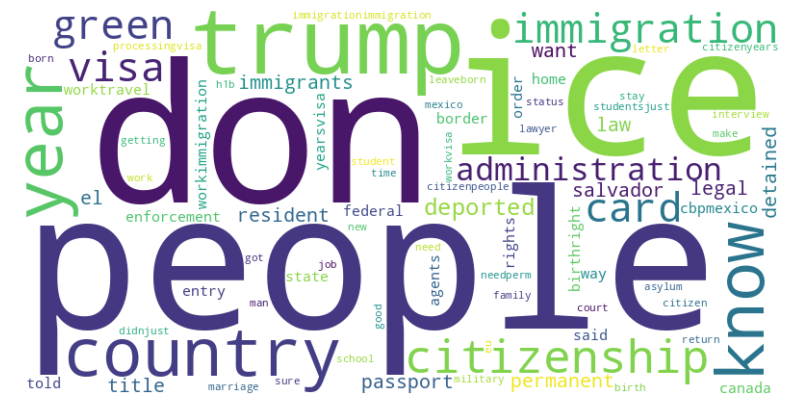 immigrationimmigration
green
trump
immigration
processingvisa
want
letter
citizenyears
born
visa
ice
don
h1b
immigrants
leaveborn
home
worktravel
year
workimmigration
yearsvisa
mexico
order
status
stay
studentsjust
border
law
interview
lawyer
make
getting
workvisa
student
administration
detained
work
time
citizenpeople
salvador
legal
el
card
cbpmexico
enforcement
resident
federal
deported
rights
birthright
know
people
new
state
got
job
need
agents
needperm
way
entry
family
asylum
man
citizen
good
court
didnjust
country
said
return
citizenship
eu
school
told
title
marriage
sure
passport
military
permanent
birth
canada